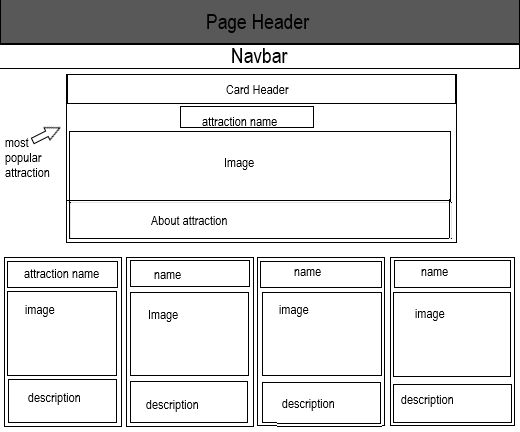 Page Header
Navbar
Card Header
attraction name
most
popular
attraction
Image
About attraction
attraction name
name
name
name
image
Image
image
image
description
description
description
description